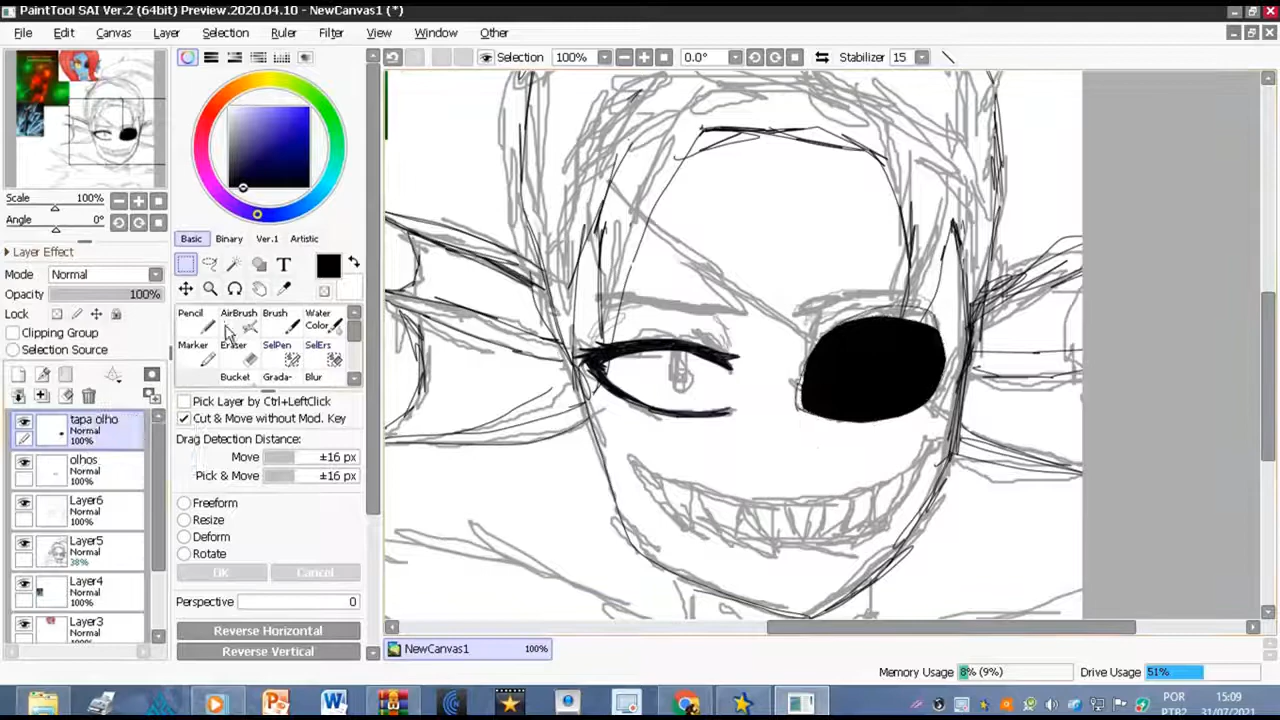 PaintTool SAI Ver.2 (64bit) Preview.2020.04.10 - NewCanvas1 (*)
File Edit Canvas Layer Selection Ruler Filter View Window Other
Selection 100% 0.0° Stabilizer 15
Scale 100%
Angle 0°
Layer Effect
Mode Normal
Opacity 100%
Lock
Clipping Group
Selection Source
tapa olho
Normal
100%
olhos
Normal
100%
Layer6
Normal
100%
Layer5
Normal
38%
Layer4
Normal
100%
Layer3
Normal
Basic Binary Ver.1 Artistic
T
Pencil AirBrush Brush Water Color
Marker Eraser SelPen SelErs
Bucket Grada- Blur
Pick Layer by Ctrl+LeftClick
Cut & Move without Mod. Key
Drag Detection Distance:
Move ±16 px
Pick & Move ±16 px
Freeform
Resize
Deform
Rotate
OK Cancel
Perspective 0
Reverse Horizontal
Reverse Vertical
NewCanvas1 100%
Memory Usage 8% (9%) Drive Usage 51%
POR 15:09
PTB2 31/07/2021